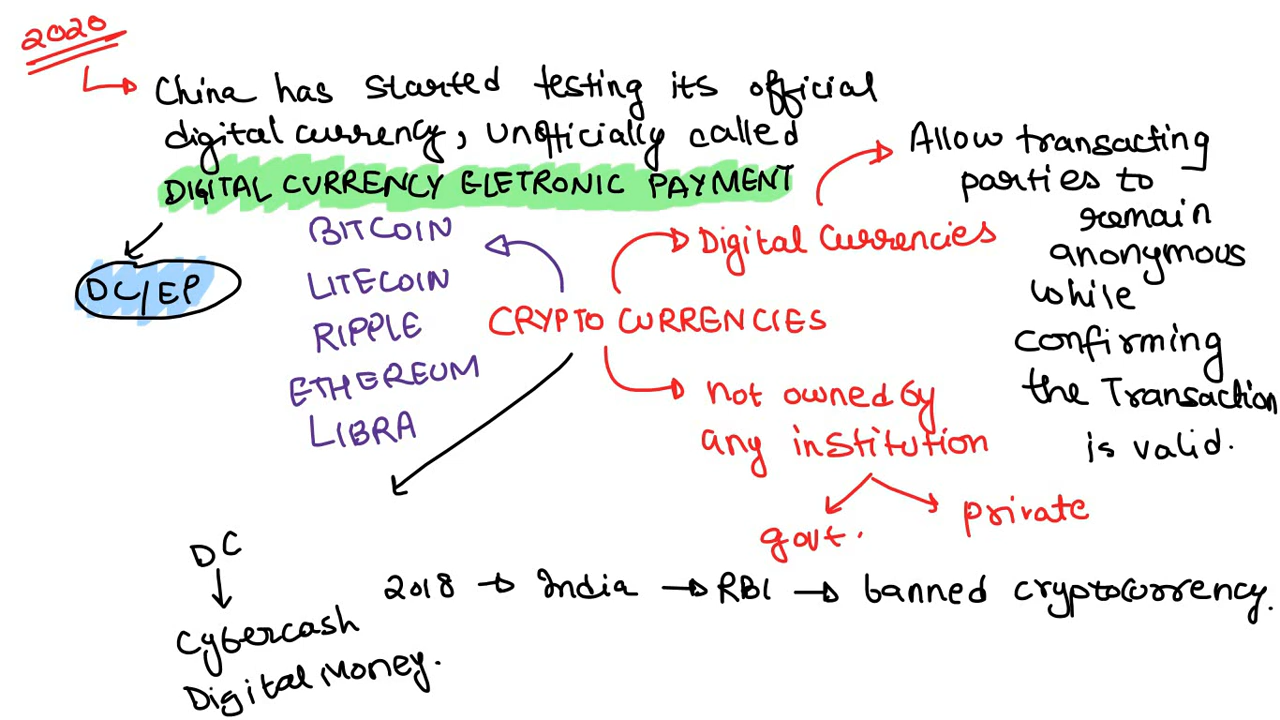 2020
China has started testing its official
digital currency, unofficially called
DIGITAL CURRENCY ELETRONIC PAYMENT
DC/EP
BITCOIN
LITECOIN
RIPPLE
ETHEREUM
LIBRA
CRYPTO CURRENCIES
Digital Currencies
Allow transacting
parties to
remain
anonymous
while
confirming
the Transaction
is valid.
not owned by
any institution
govt.
private
DC
Cybercash
Digital Money.
2018 → India → RBI → banned cryptocurrency.